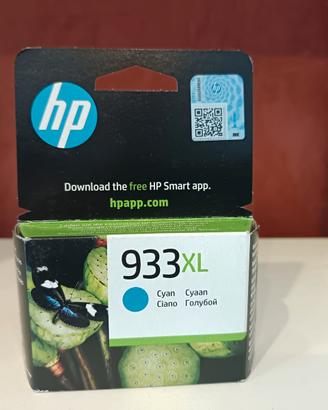 hp
Download the free HP Smart app.
hpapp.com
933XL
Cyan Cyaan
Ciano Голубой